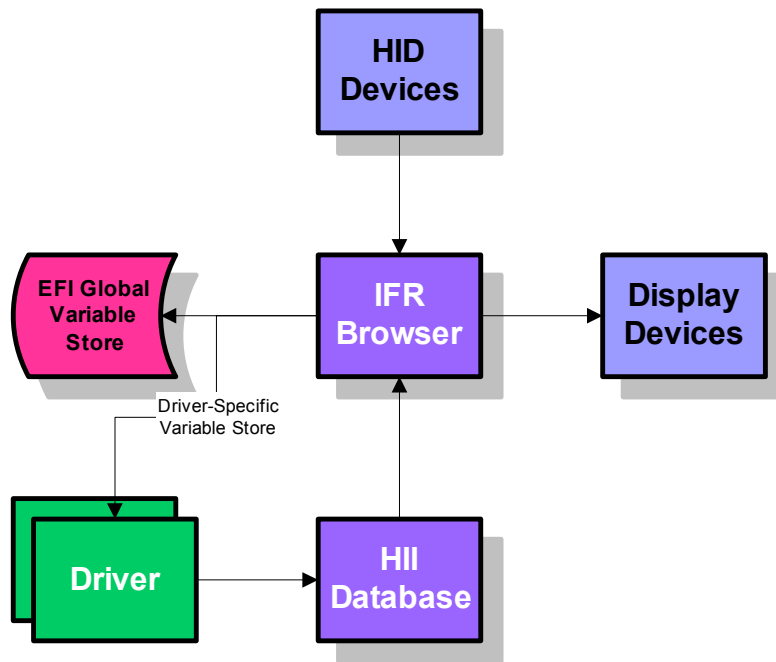 HID
Devices
EFI Global
Variable
Store
IFR
Browser
Display
Devices
Driver-Specific
Variable Store
Driver
HII
Database